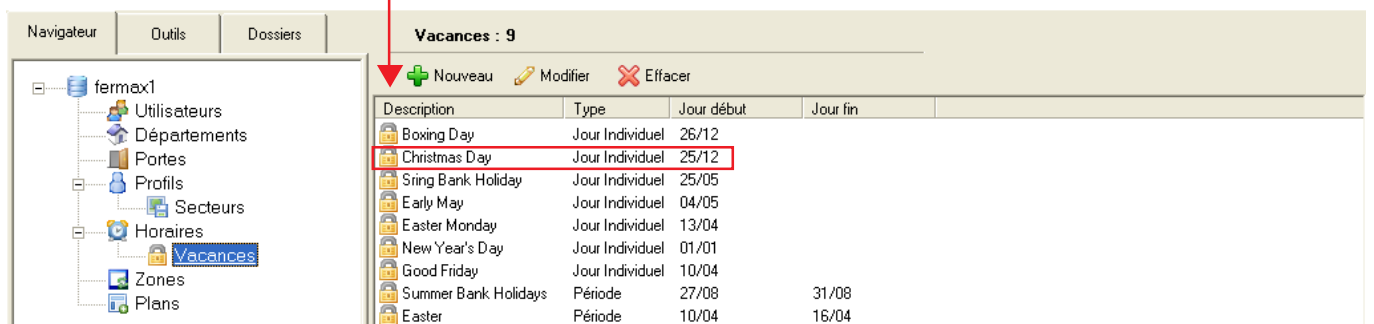 Navigateur Outils Dossiers
Vacances : 9
Nouveau Modifier Effacer
fermax1
Utilisateurs
Départements
Portes
Profils
Secteurs
Horaires
Vacances
Zones
Plans
Description Type Jour début Jour fin
Boxing Day Jour Individuel 26/12
Christmas Day Jour Individuel 25/12
Sring Bank Holiday Jour Individuel 25/05
Early May Jour Individuel 04/05
Easter Monday Jour Individuel 13/04
New Year's Day Jour Individuel 01/01
Good Friday Jour Individuel 10/04
Summer Bank Holidays Période 27/08 31/08
Easter Période 10/04 16/04